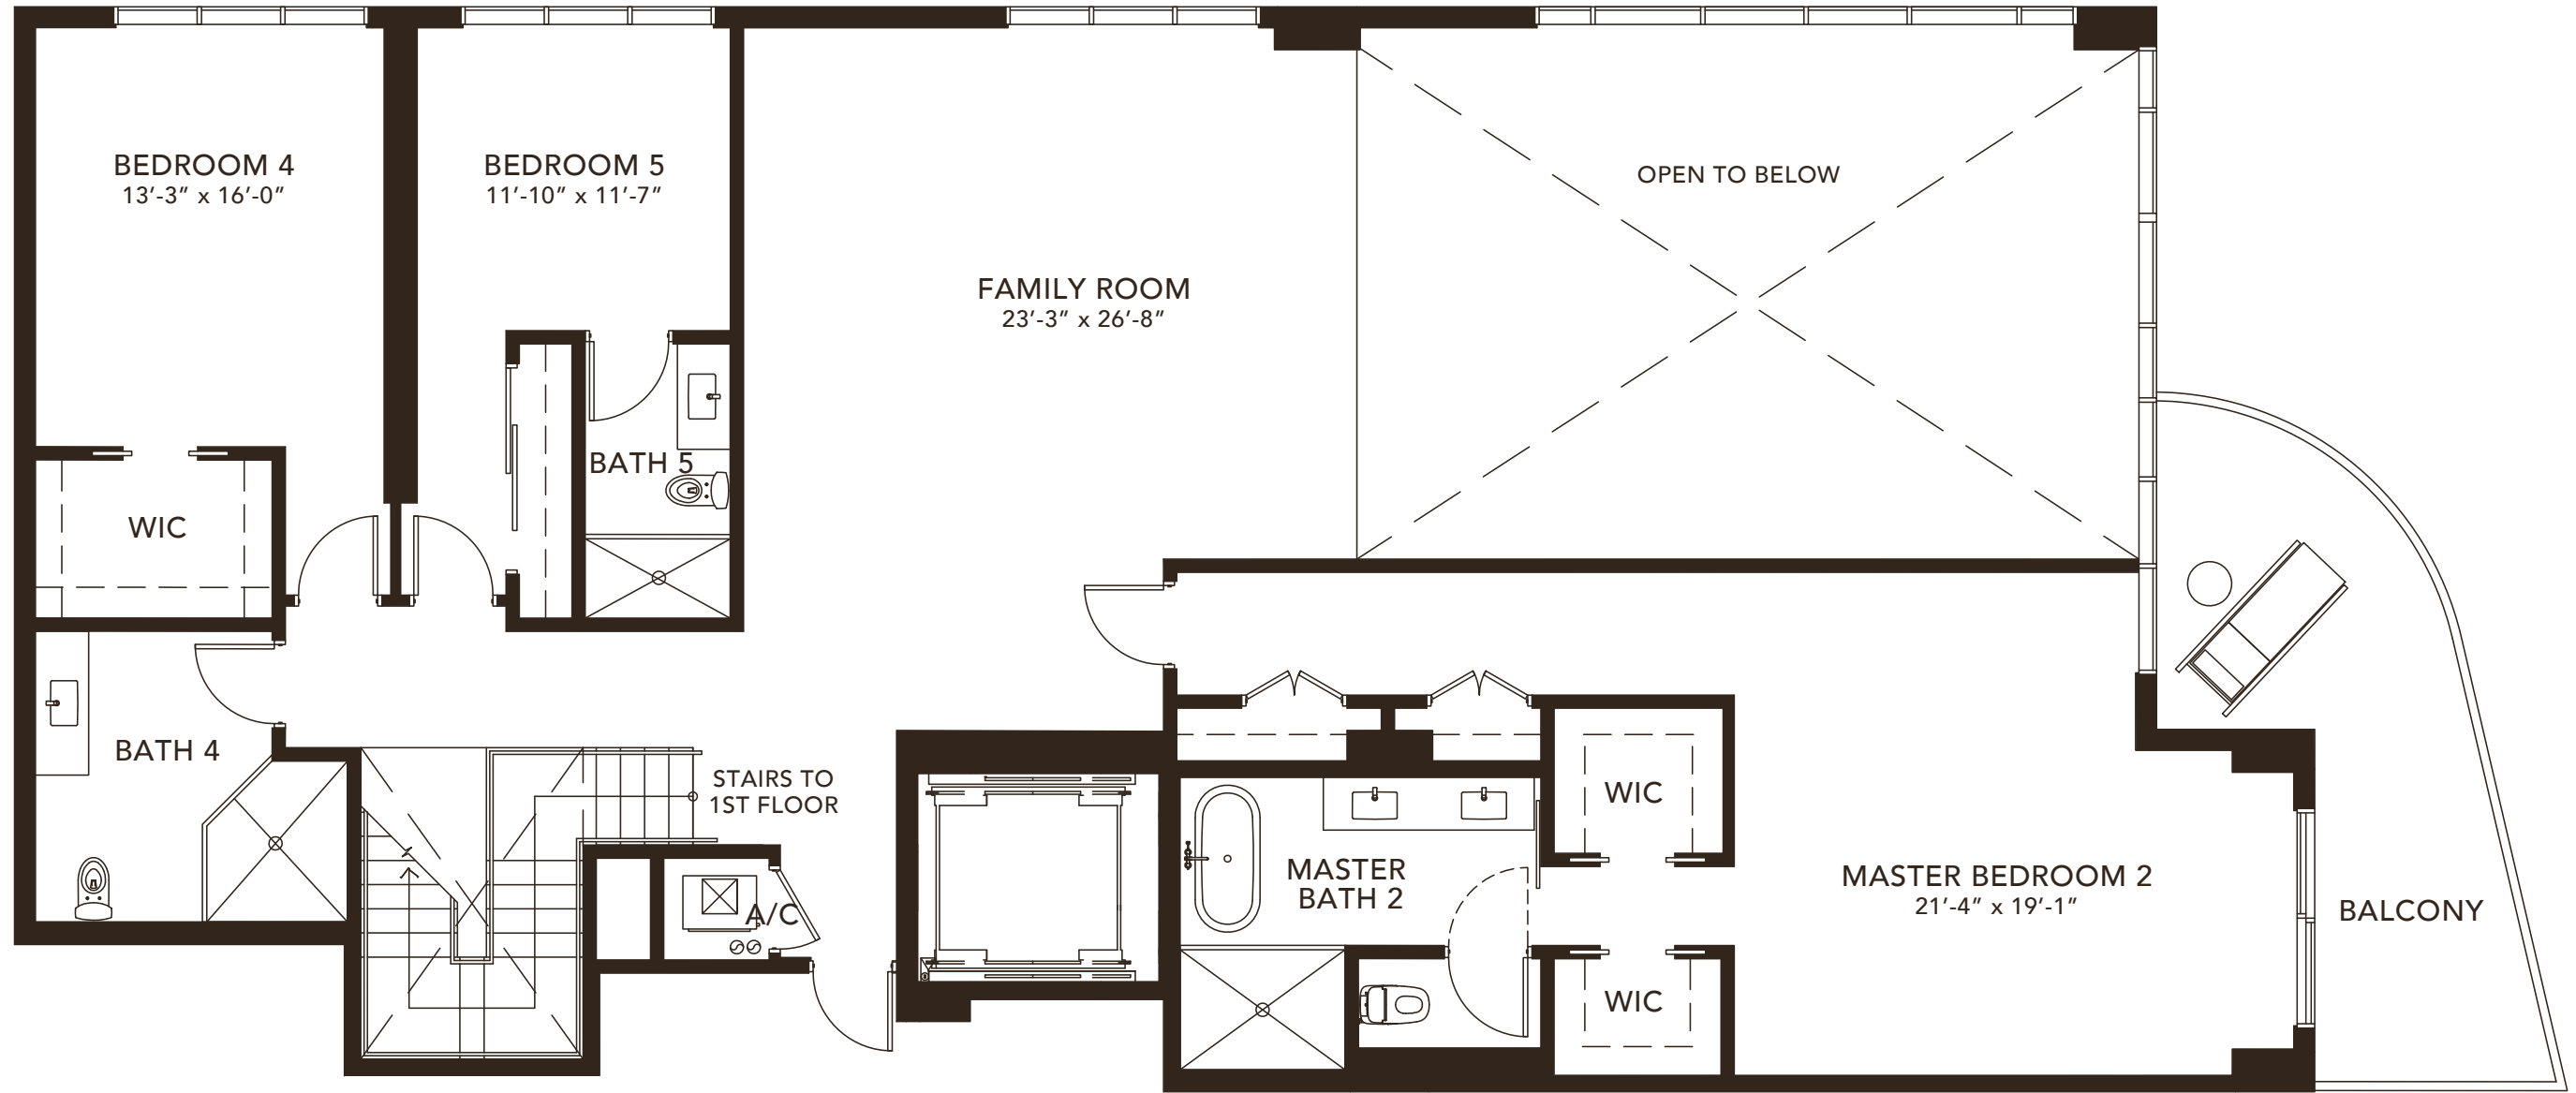 BEDROOM 4
13′-3″ x 16′-0″
BEDROOM 5
11′-10″ x 11′-7″
OPEN TO BELOW
FAMILY ROOM
23′-3″ x 26′-8″
BATH 5
WIC
BATH 4
STAIRS TO
1ST FLOOR
A/C
WIC
MASTER
BATH 2
MASTER BEDROOM 2
21′-4″ x 19′-1″
BALCONY
WIC